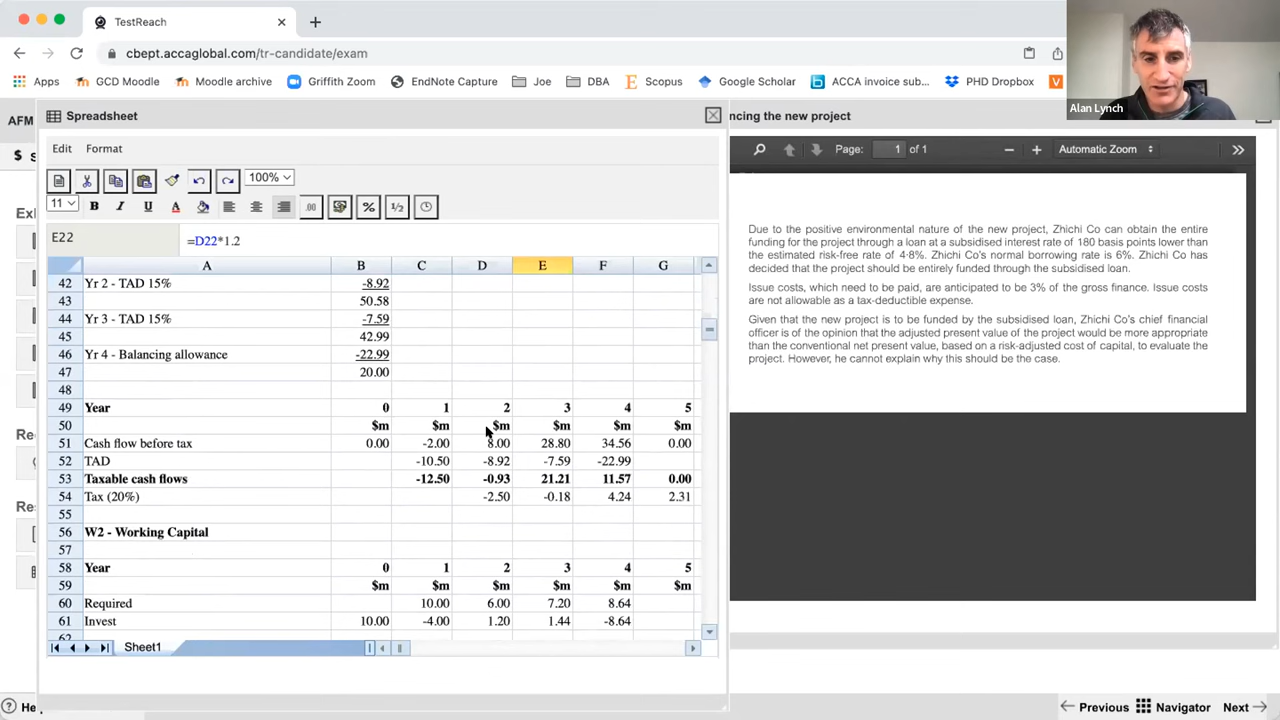 TestReach
cbept.accaglobal.com/tr-candidate/exam
Apps GCD Moodle Moodle archive Griffith Zoom EndNote Capture Joe DBA Scopus Google Scholar ACCA invoice sub... PHD Dropbox
Alan Lynch
AFM
Spreadsheet
ncing the new project
Edit Format
Page: 1 of 1 Automatic Zoom
100%
11 B I U A .00 % 1/2
E22 =D22*1.2
A B C D E F G
42 Yr 2 - TAD 15% -8.92
43 50.58
44 Yr 3 - TAD 15% -7.59
45 42.99
46 Yr 4 - Balancing allowance -22.99
47 20.00
48
49 Year 0 1 2 3 4 5
50 $m $m $m $m $m $m
51 Cash flow before tax 0.00 -2.00 8.00 28.80 34.56 0.00
52 TAD -10.50 -8.92 -7.59 -22.99
53 Taxable cash flows -12.50 -0.93 21.21 11.57 0.00
54 Tax (20%) -2.50 -0.18 4.24 2.31
55
56 W2 - Working Capital
57
58 Year 0 1 2 3 4 5
59 $m $m $m $m $m $m
60 Required 10.00 6.00 7.20 8.64
61 Invest 10.00 -4.00 1.20 1.44 -8.64
62
Sheet1
Due to the positive environmental nature of the new project, Zhichi Co can obtain the entire
funding for the project through a loan at a subsidised interest rate of 180 basis points lower than
the estimated risk-free rate of 4·8%. Zhichi Co's normal borrowing rate is 6%. Zhichi Co has
decided that the project should be entirely funded through the subsidised loan.
Issue costs, which need to be paid, are anticipated to be 3% of the gross finance. Issue costs
are not allowable as a tax-deductible expense.
Given that the new project is to be funded by the subsidised loan, Zhichi Co's chief financial
officer is of the opinion that the adjusted present value of the project would be more appropriate
than the conventional net present value, based on a risk-adjusted cost of capital, to evaluate the
project. However, he cannot explain why this should be the case.
Previous Navigator Next